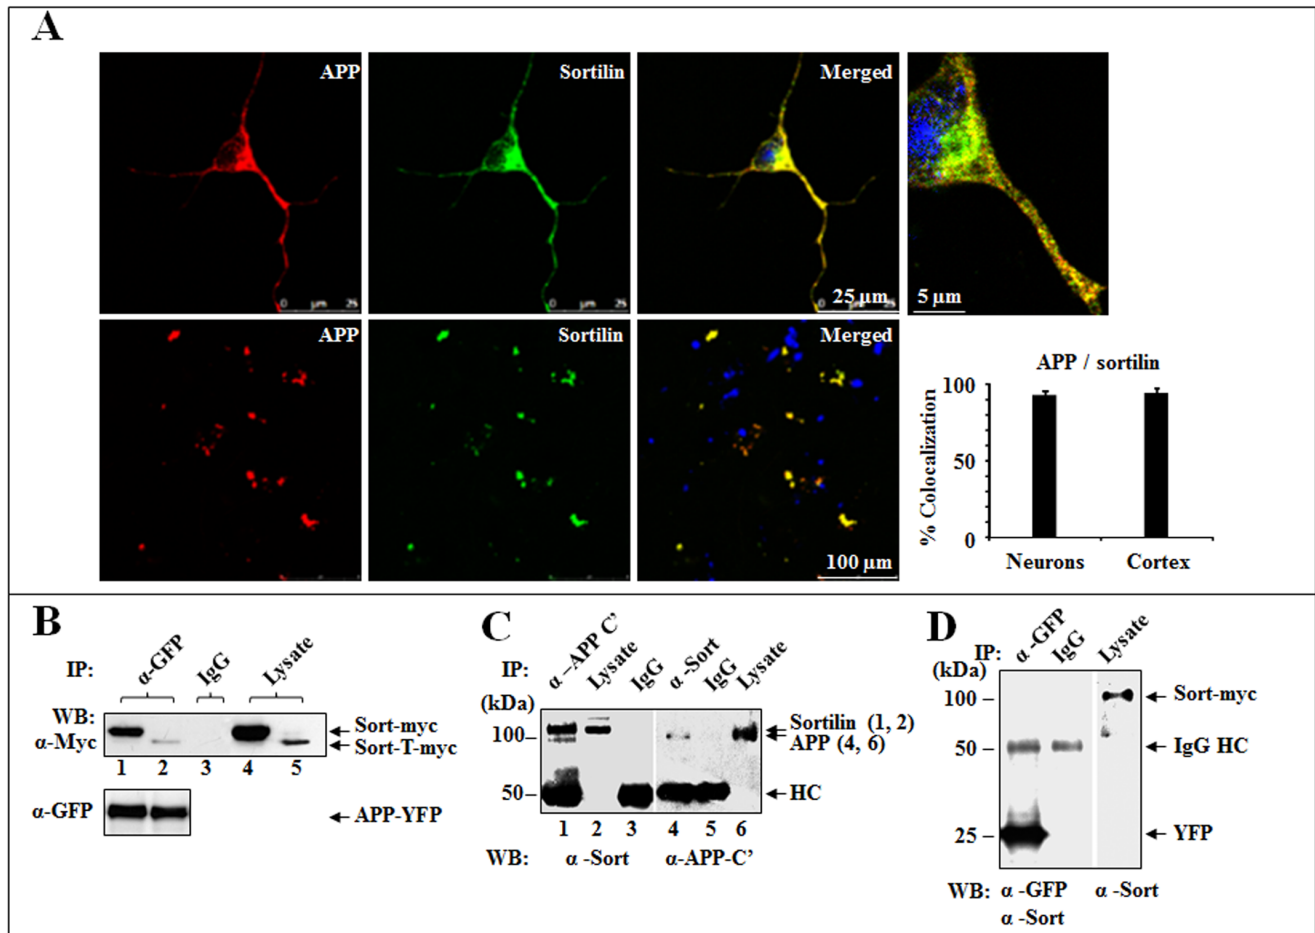 A
APP
Sortilin
Merged
0 µm 25
0 µm 25
25 µm
5 µm
APP
Sortilin
Merged
100 µm
APP / sortilin
% Colocalization
100
50
0
Neurons
Cortex
B
IP:
α-GFP
IgG
Lysate
WB:
α-Myc
Sort-myc
Sort-T-myc
1 2 3 4 5
α-GFP
APP-YFP
C
IP:
α –APP C'
Lysate
IgG
α -Sort
IgG
Lysate
(kDa)
100
50
Sortilin (1, 2)
APP (4, 6)
HC
1 2 3 4 5 6
WB: α -Sort α-APP-C’
D
IP:
α -GFP
IgG
Lysate
(kDa)
100
50
25
Sort-myc
IgG HC
YFP
WB: α -GFP α -Sort
α -Sort